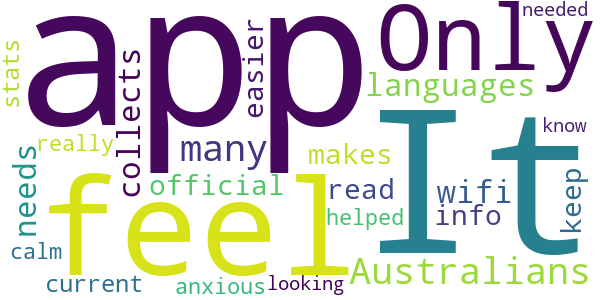 needed
app
Only
stats
collects
easier
languages
really
many
makes
It
know
needs
feel
official
read
wifi
keep
helped
info
calm
Australians
current
anxious
looking